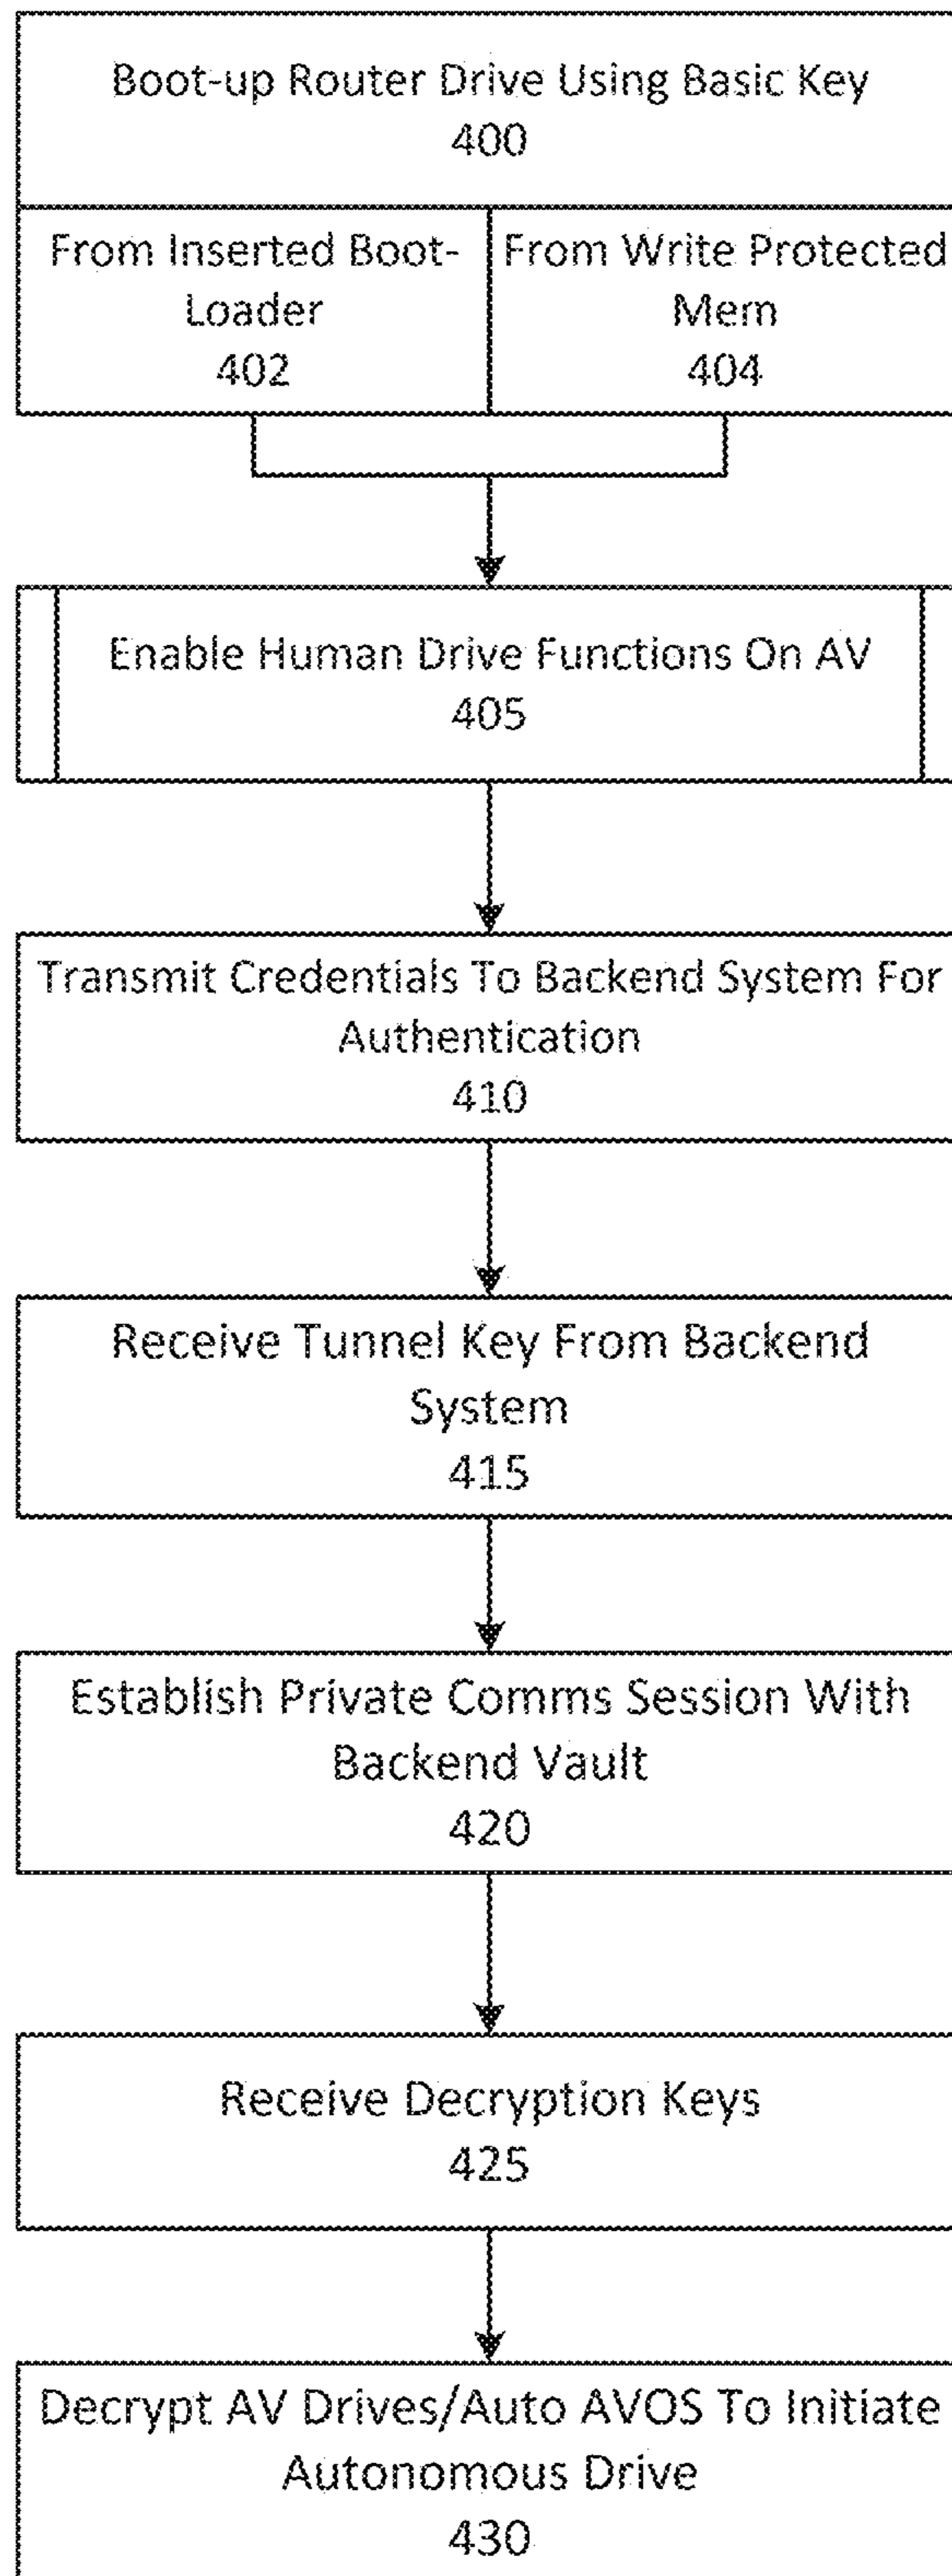 Boot-up Router Drive Using Basic Key
400
From Inserted Boot-
Loader
402
From Write Protected
Mem
404
Enable Human Drive Functions On AV
405
Transmit Credentials To Backend System For
Authentication
410
Receive Tunnel Key From Backend
System
415
Establish Private Comms Session With
Backend Vault
420
Receive Decryption Keys
425
Decrypt AV Drives/Auto AVOS To Initiate
Autonomous Drive
430